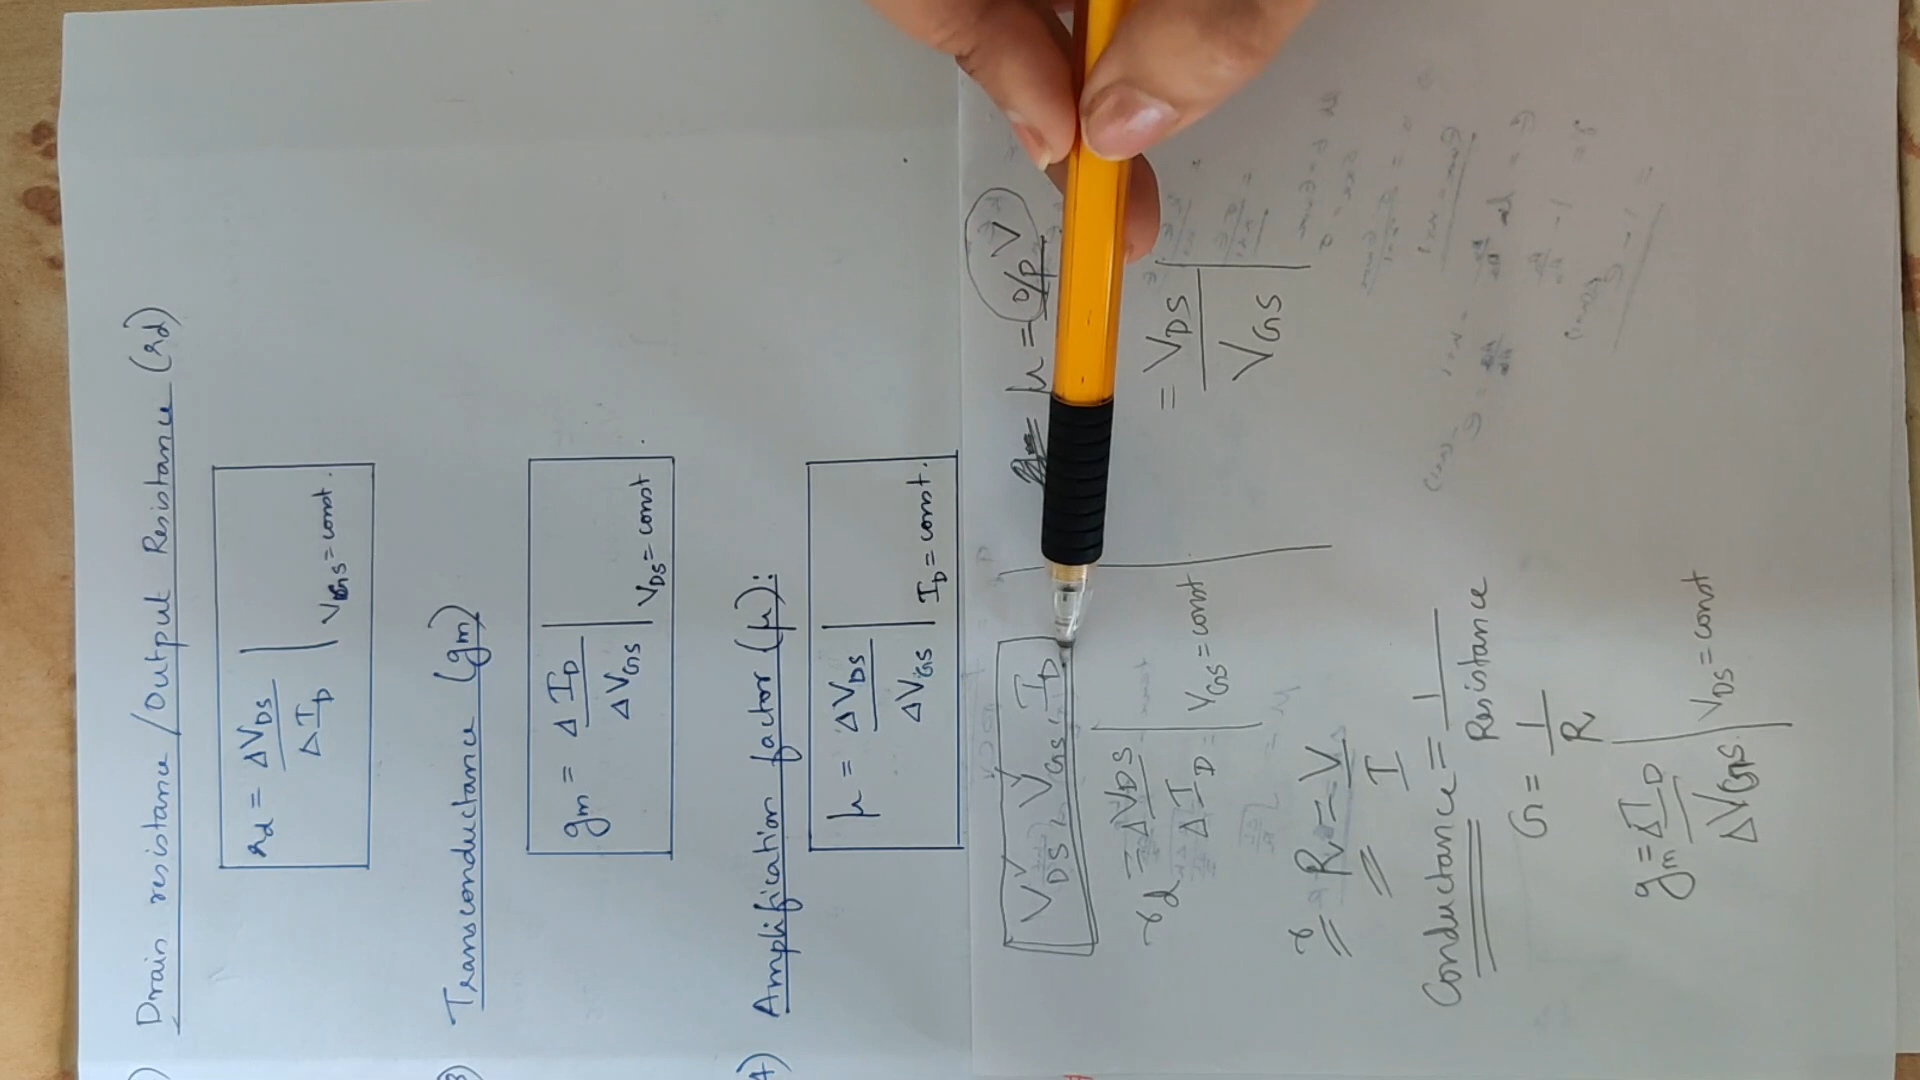 Drain resistance /Output Resistance (rd)
rd = ΔVDS / ΔID | VGS = const.
3) Transconductance (gm)
gm = ΔID / ΔVGS | VDS = const
4) Amplification factor (μ):
μ = ΔVDS / ΔVGS | ID = const.
VDS, VGS, ID
μ = o/p V
= VDS / VGS
rd = ΔVDS / ΔID | VGS = const
r R = V / I
Conductance = 1 / Resistance
G = 1 / R
gm = ΔID / ΔVGS | VDS = const